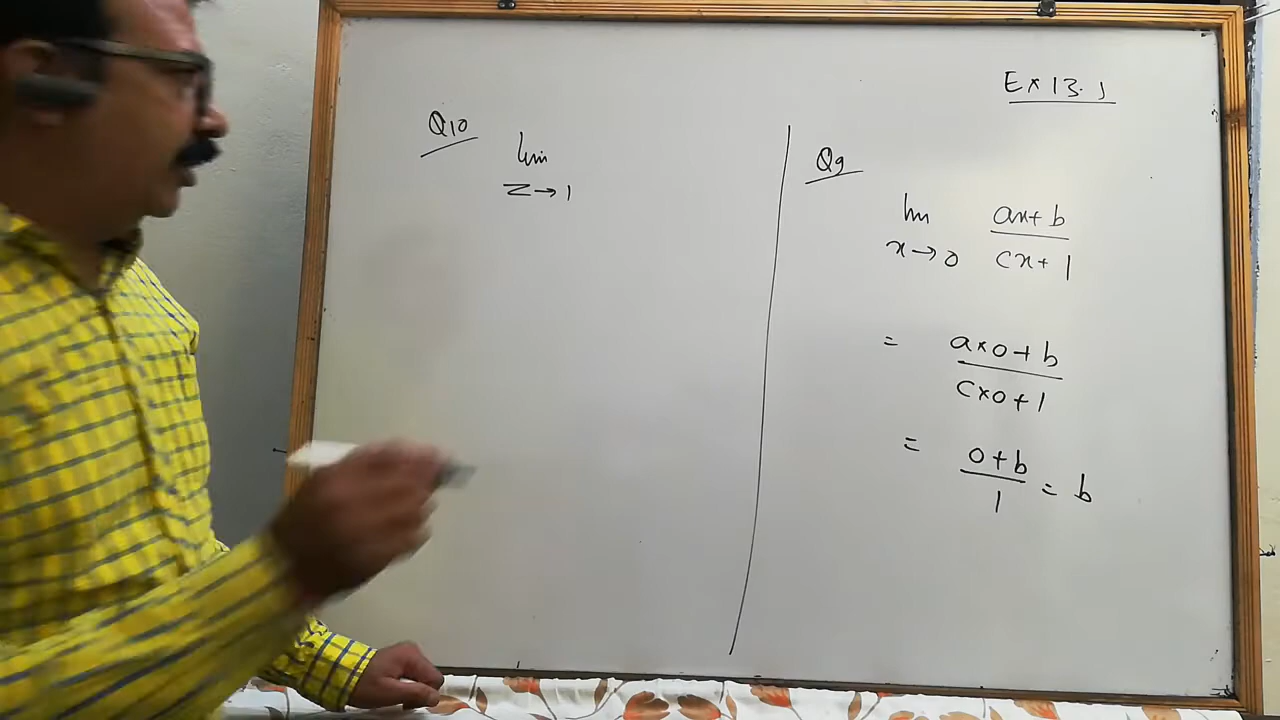 Ex 13.1
Q10
lim
z→1
Q9
lim ax+b
x→0 cx+1
= a×0+b
c×0+1
= 0+b
1 = b